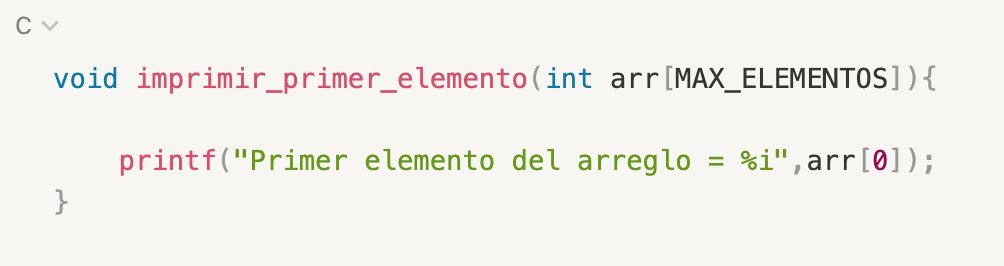 C
void imprimir_primer_elemento(int arr[MAX_ELEMENTOS]){
printf("Primer elemento del arreglo = %i",arr[0]);
}